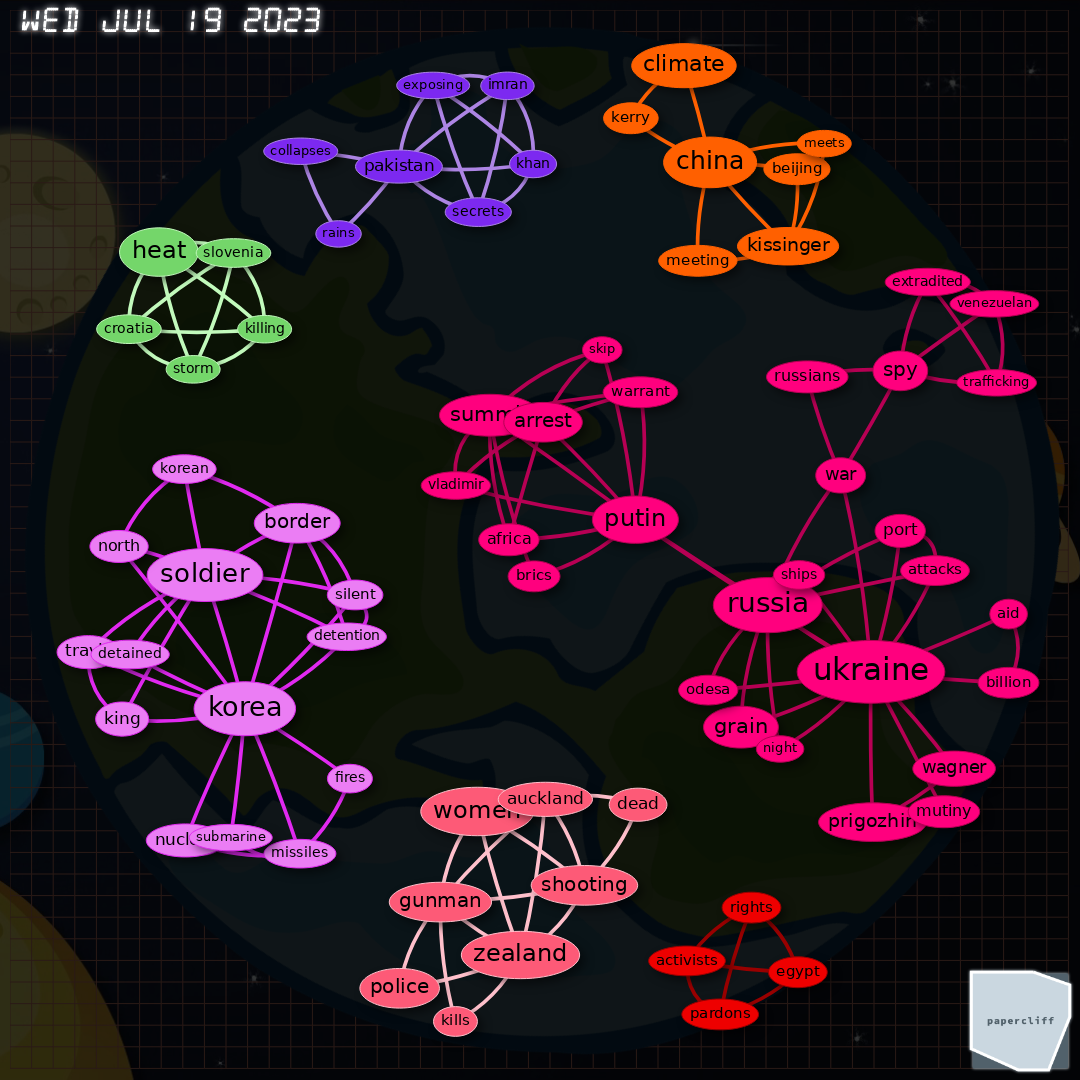 WED JUL 19 2023
climate
exposing
imran
kerry
meets
collapses
pakistan
china
beijing
khan
secrets
rains
kissinger
meeting
heat
slovenia
croatia
killing
storm
extradited
venezuelan
spy
russians
trafficking
skip
warrant
arrest
vladimir
putin
africa
brics
war
port
attacks
ships
russia
aid
ukraine
billion
odesa
grain
night
wagner
mutiny
prigozhin
korean
border
north
soldier
silent
detention
detained
king
korea
fires
submarine
missiles
women
auckland
dead
shooting
gunman
zealand
police
kills
rights
activists
egypt
pardons
papercliff